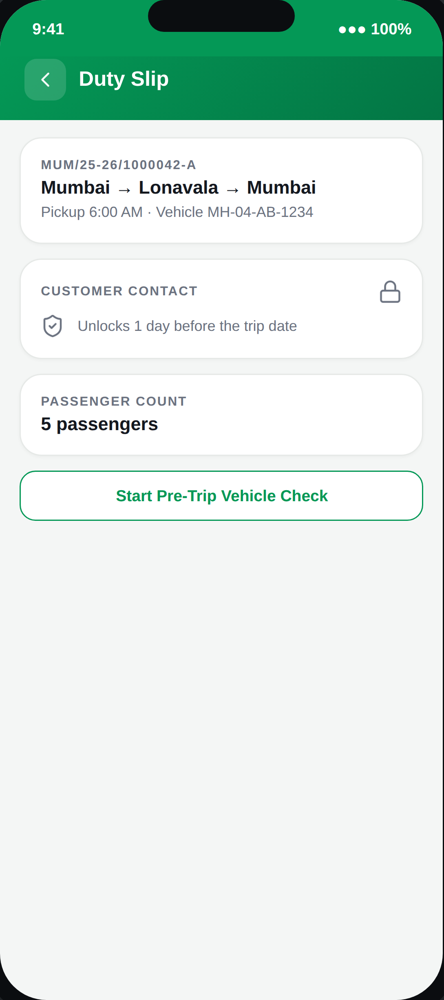 9:41
●●● 100%
Duty Slip
MUM/25-26/1000042-A
Mumbai → Lonavala → Mumbai
Pickup 6:00 AM · Vehicle MH-04-AB-1234
CUSTOMER CONTACT
Unlocks 1 day before the trip date
PASSENGER COUNT
5 passengers
Start Pre-Trip Vehicle Check